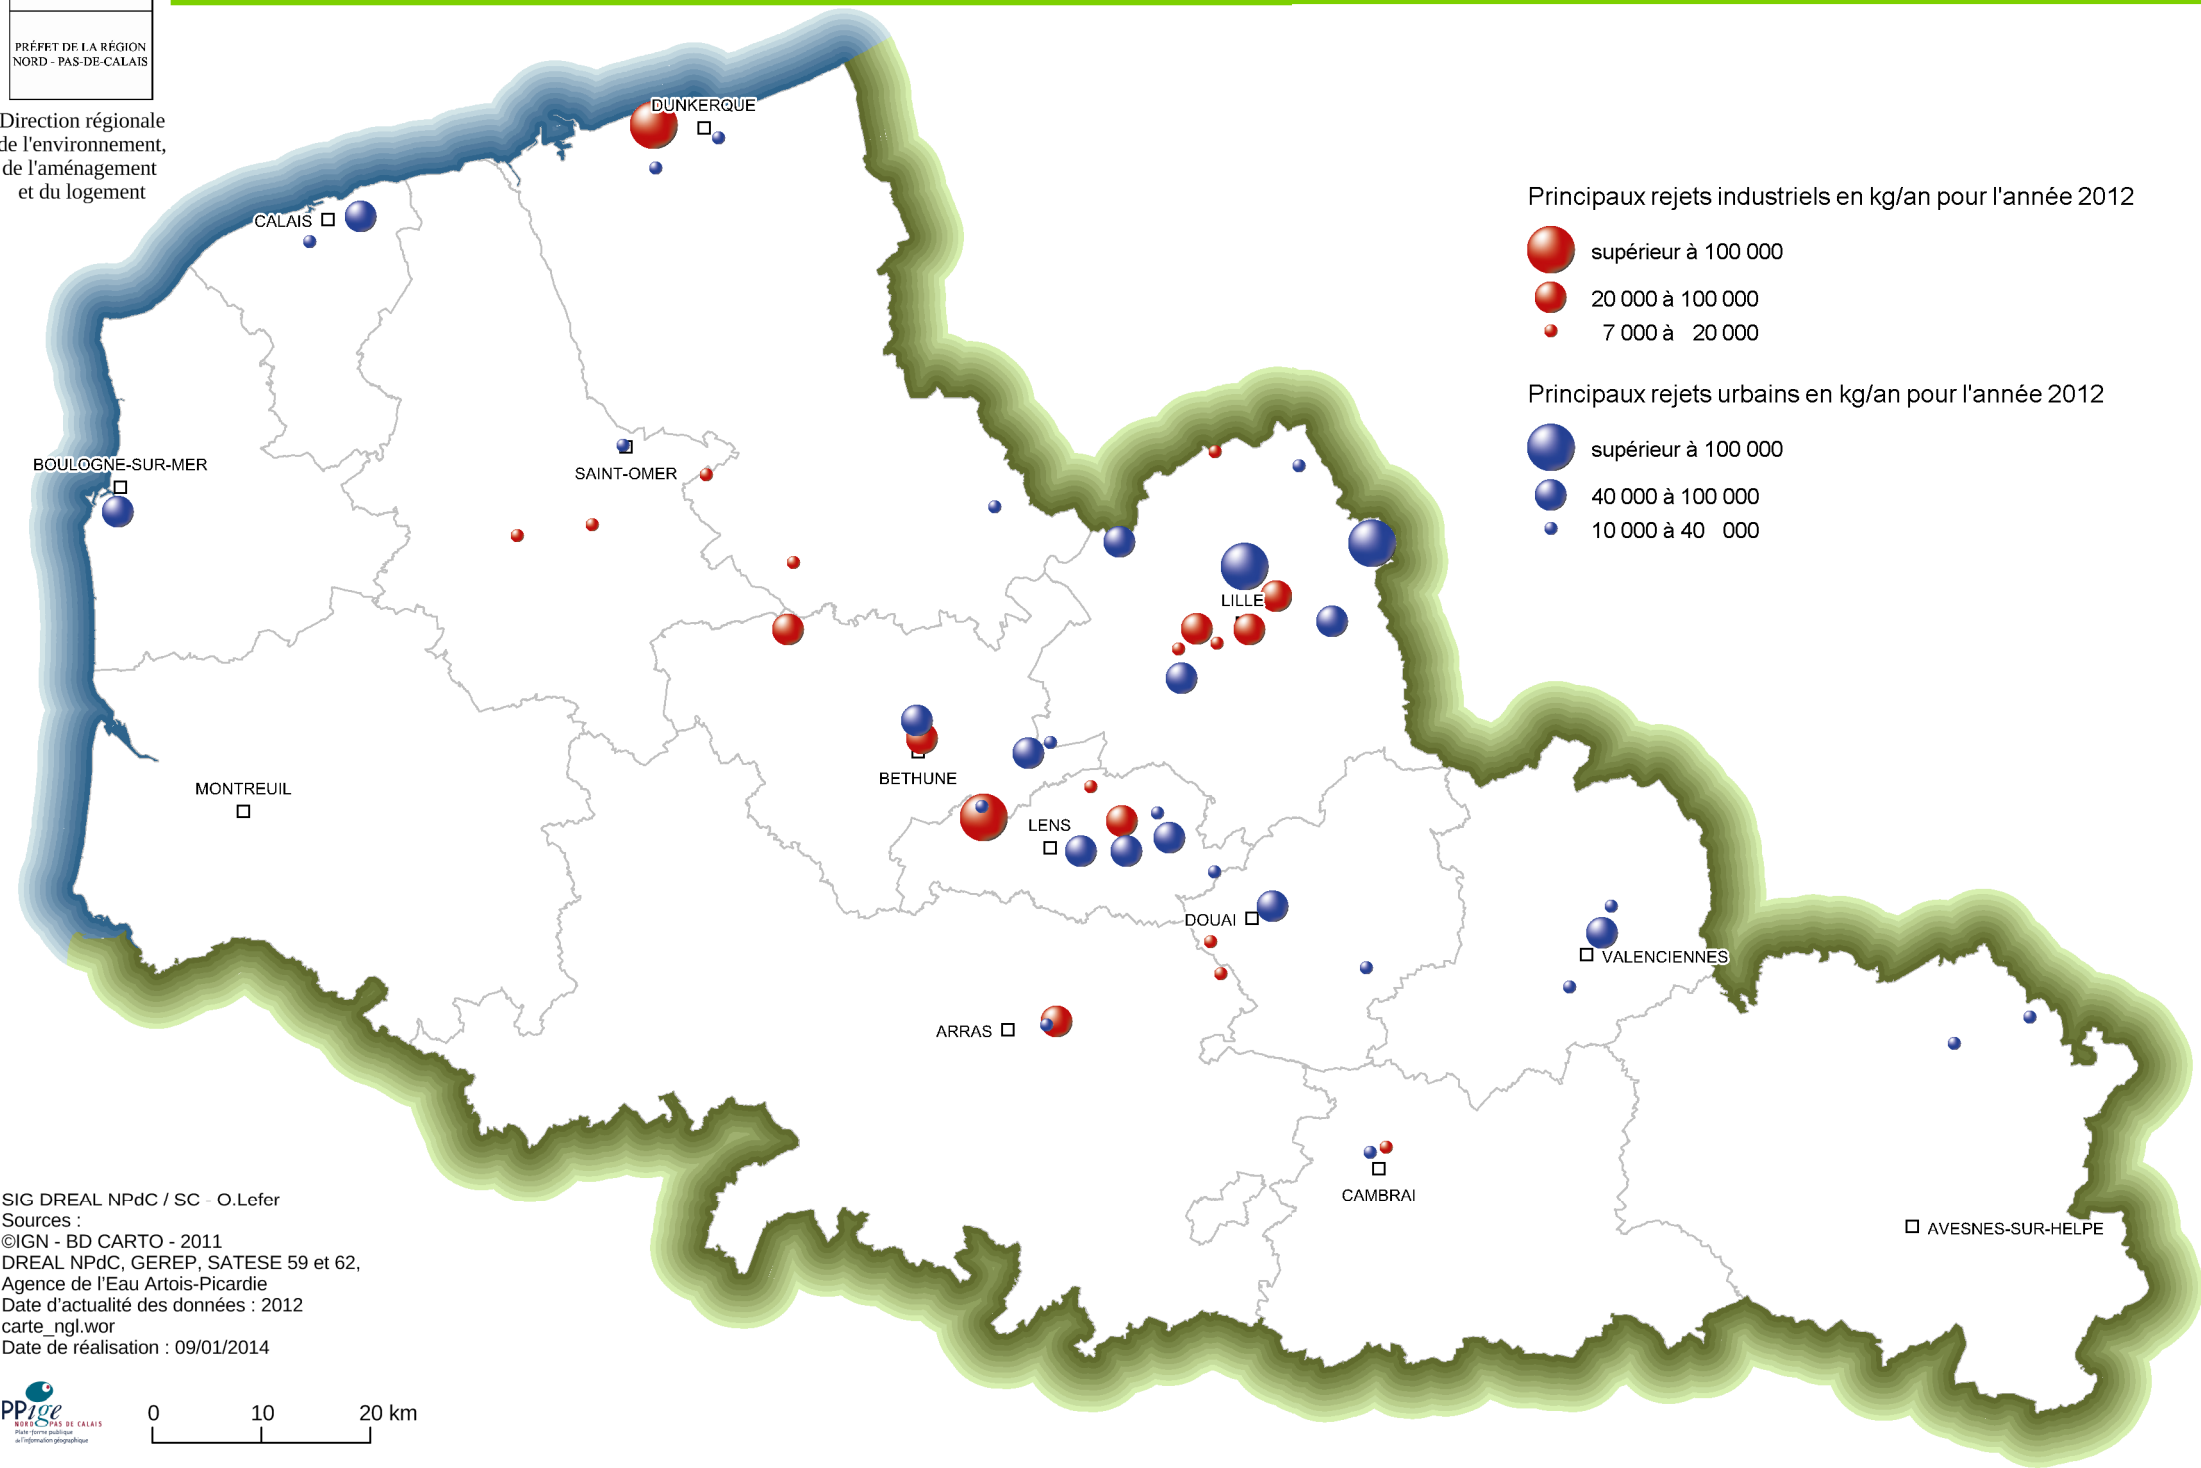 PRÉFET DE LA RÉGION
NORD - PAS-DE-CALAIS
Direction régionale
de l'environnement,
de l'aménagement
et du logement
DUNKERQUE
CALAIS
BOULOGNE-SUR-MER
SAINT-OMER
LILLE
MONTREUIL
BETHUNE
LENS
DOUAI
VALENCIENNES
ARRAS
CAMBRAI
AVESNES-SUR-HELPE
Principaux rejets industriels en kg/an pour l'année 2012
supérieur à 100 000
20 000 à 100 000
7 000 à 20 000
Principaux rejets urbains en kg/an pour l'année 2012
supérieur à 100 000
40 000 à 100 000
10 000 à 40 000
SIG DREAL NPdC / SC - O.Lefer
Sources :
©IGN - BD CARTO - 2011
DREAL NPdC, GEREP, SATESE 59 et 62,
Agence de l'Eau Artois-Picardie
Date d'actualité des données : 2012
carte_ngl.wor
Date de réalisation : 09/01/2014
PPige
NORD PAS DE CALAIS
Plate-forme publique
de l'information géographique
0 10 20 km